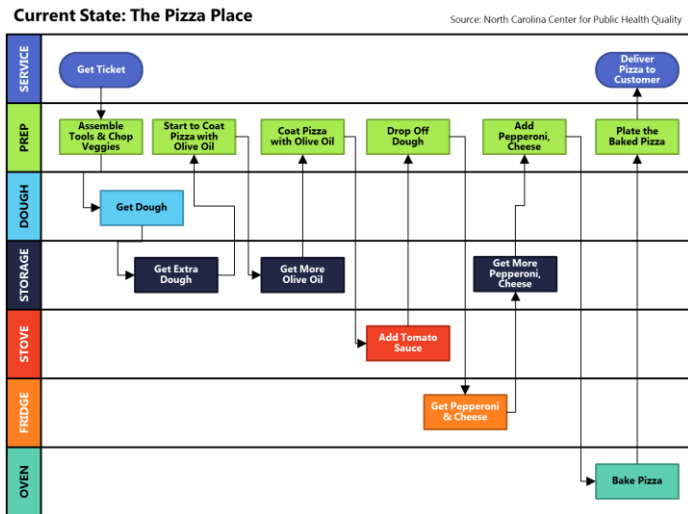 Current State: The Pizza Place
Source: North Carolina Center for Public Health Quality
SERVICE
Get Ticket
Deliver
Pizza to
Customer
PREP
Assemble
Tools & Chop
Veggies
Start to Coat
Pizza with
Olive Oil
Coat Pizza
with Olive Oil
Drop Off
Dough
Add
Pepperoni,
Cheese
Plate the
Baked Pizza
DOUGH
Get Dough
STORAGE
Get Extra
Dough
Get More
Olive Oil
Get More
Pepperoni,
Cheese
STOVE
Add Tomato
Sauce
FRIDGE
Get Pepperoni
& Cheese
OVEN
Bake Pizza